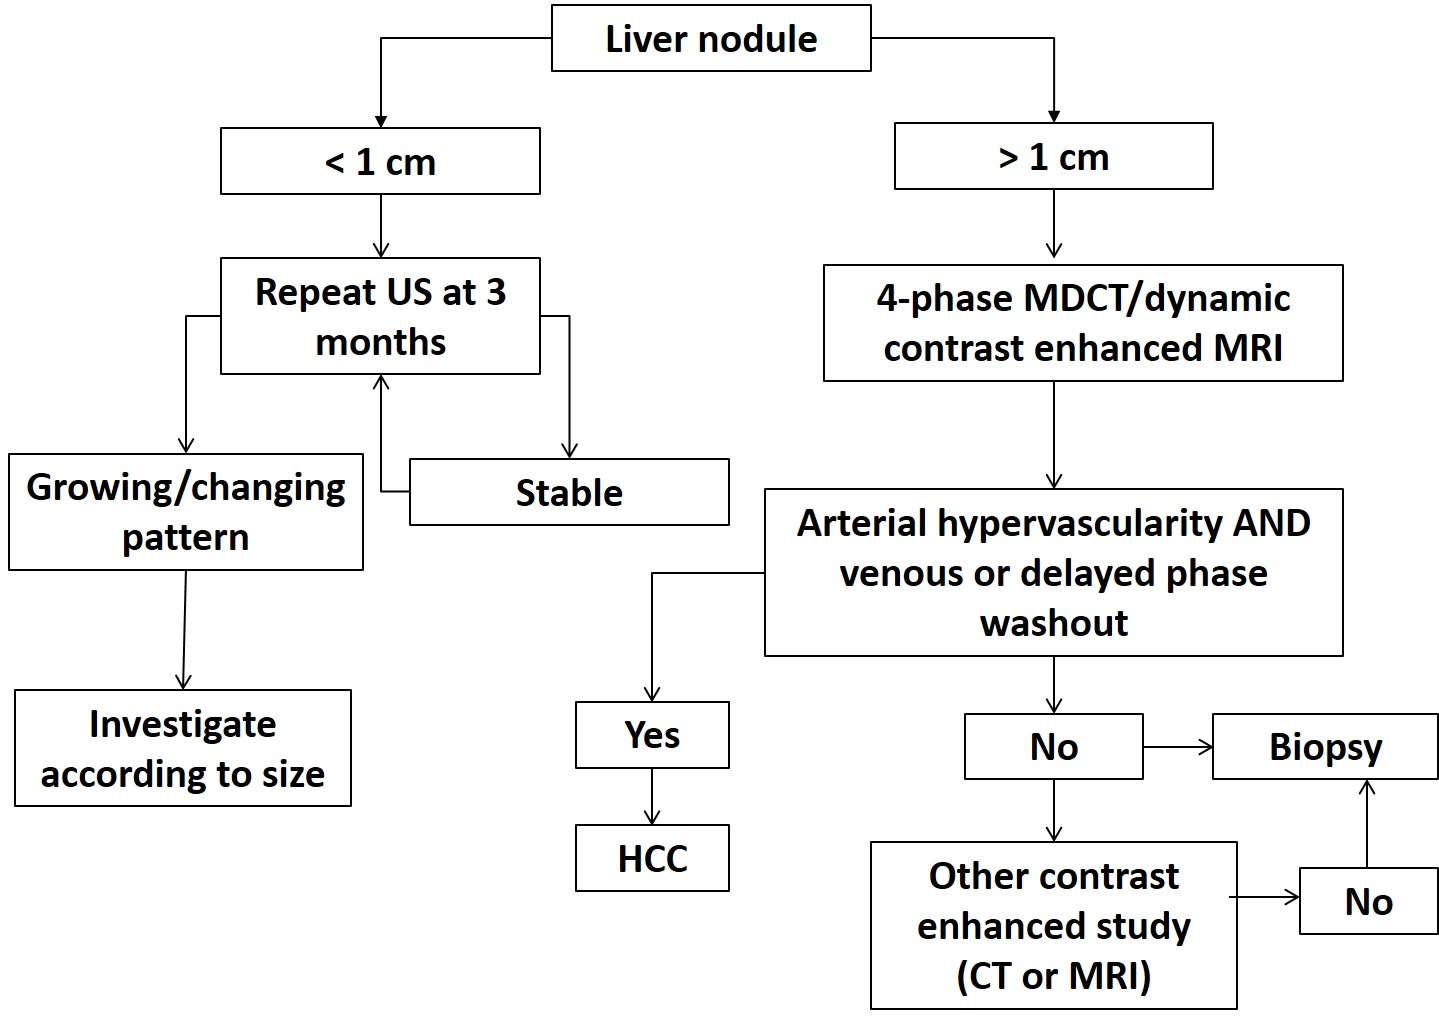 Liver nodule
< 1 cm
> 1 cm
Repeat US at 3
months
4-phase MDCT/dynamic
contrast enhanced MRI
Growing/changing
pattern
Stable
Arterial hypervascularity AND
venous or delayed phase
washout
Investigate
according to size
Yes
No
Biopsy
HCC
Other contrast
enhanced study
(CT or MRI)
No